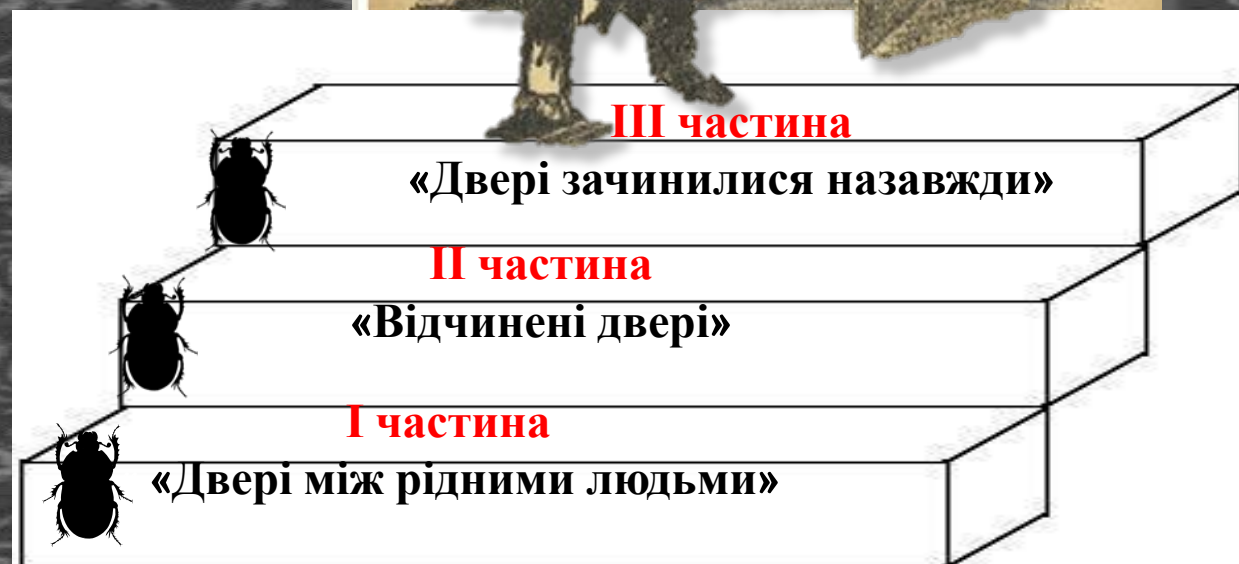 III частина
«Двері зачинилися назавжди»
II частина
«Відчинені двері»
I частина
«Двері між рідними людьми»